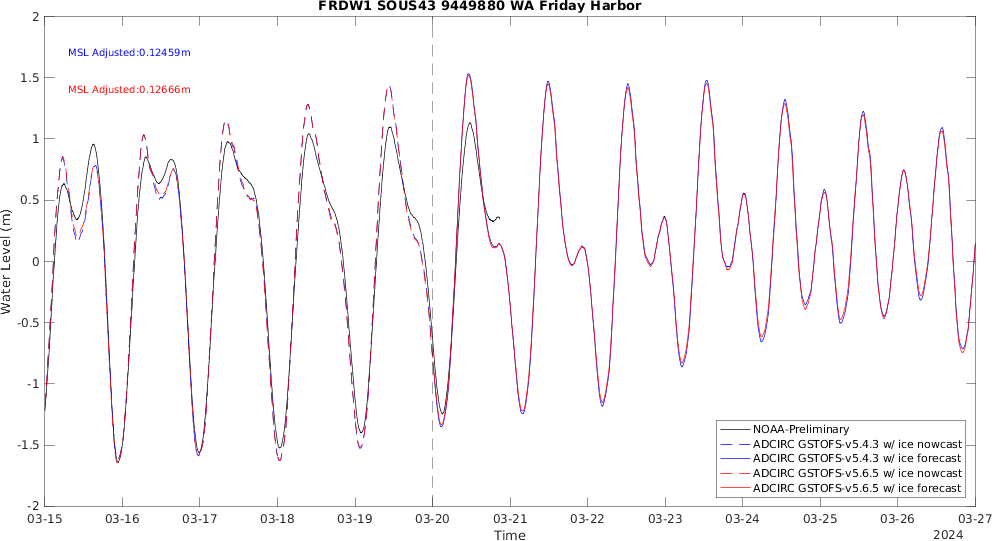 FRDW1 SOUS43 9449880 WA Friday Harbor
MSL Adjusted:0.12459m
MSL Adjusted:0.12666m
Water Level (m)
2
1.5
1
0.5
0
-0.5
-1
-1.5
-2
NOAA-Preliminary
ADCIRC GSTOFS-v5.4.3 w/ ice nowcast
ADCIRC GSTOFS-v5.4.3 w/ ice forecast
ADCIRC GSTOFS-v5.6.5 w/ ice nowcast
ADCIRC GSTOFS-v5.6.5 w/ ice forecast
03-15 03-16 03-17 03-18 03-19 03-20 03-21 03-22 03-23 03-24 03-25 03-26 03-27
Time
2024